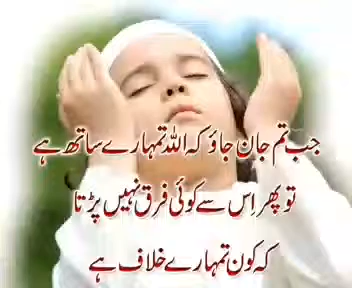 جب تم جان جاؤ کہ اللہ تمہارے ساتھ ہے
تو پھر اِس سے کوئی فرق نہیں پڑتا
کہ کون تمہارے خلاف ہے